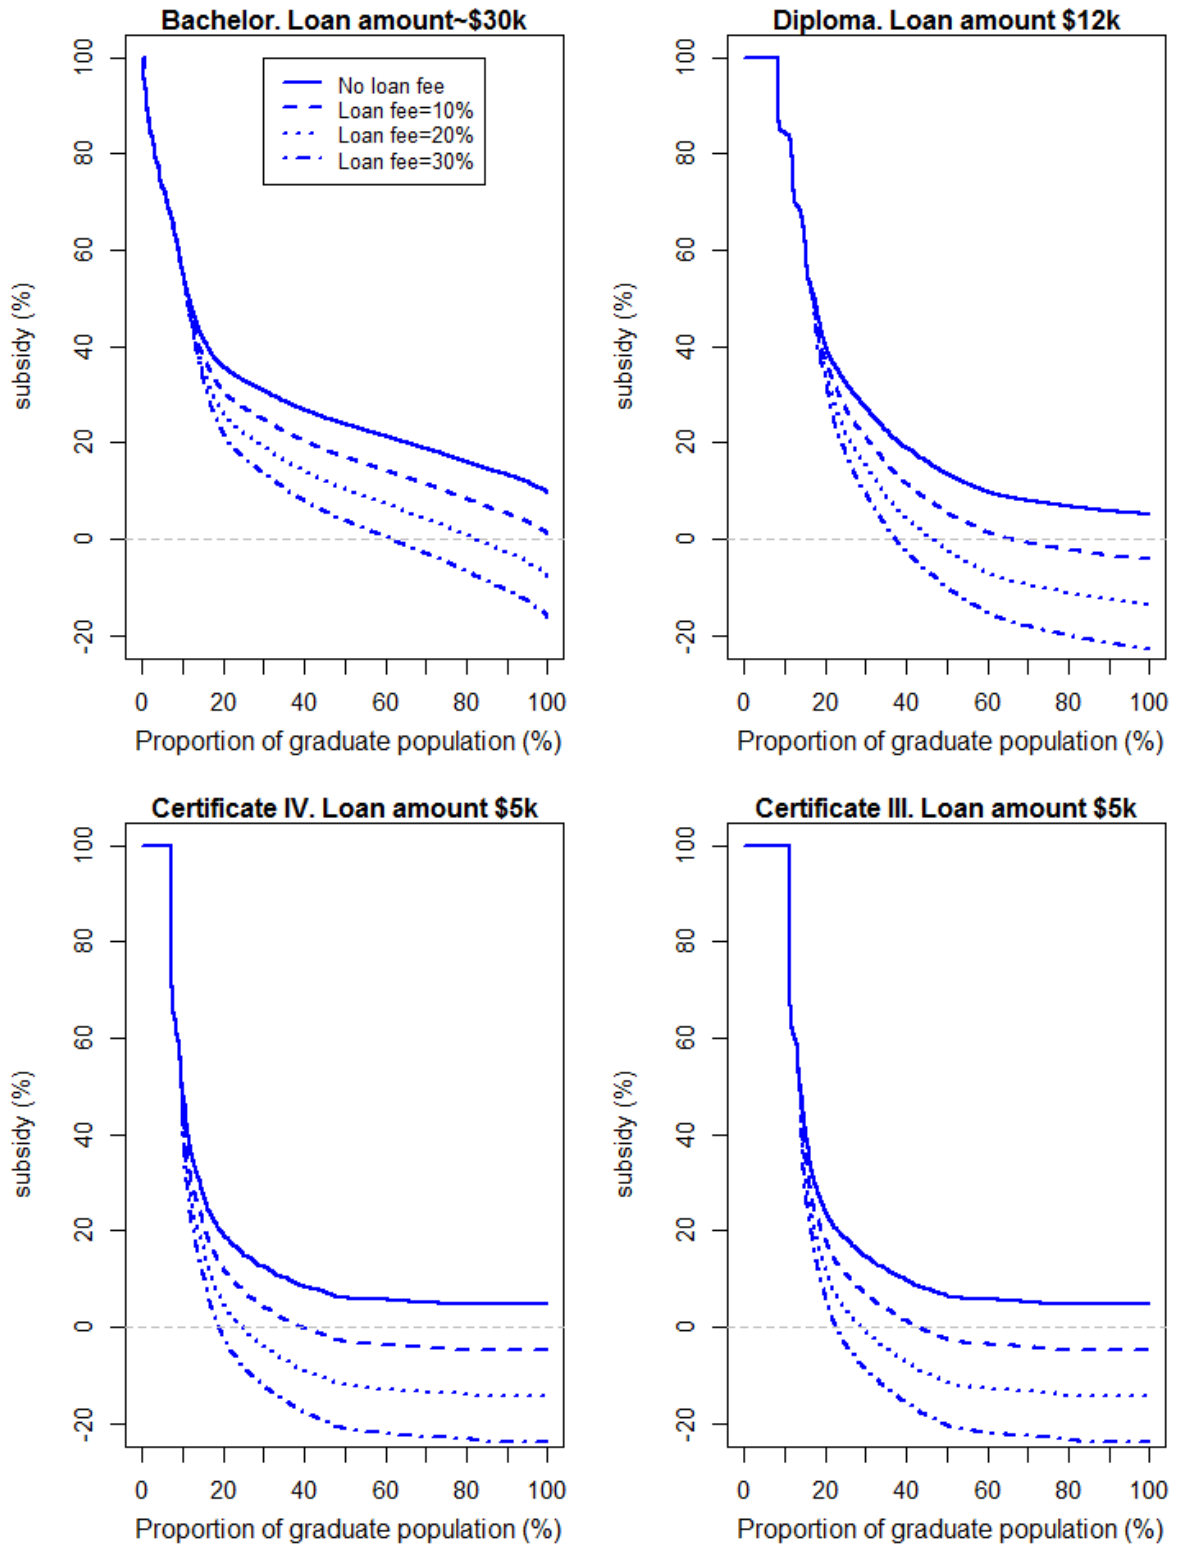 Bachelor. Loan amount~$30k
No loan fee
Loan fee=10%
Loan fee=20%
Loan fee=30%
subsidy (%)
100
80
60
40
20
0
-20
0 20 40 60 80 100
Proportion of graduate population (%)
Diploma. Loan amount $12k
subsidy (%)
100
80
60
40
20
0
-20
0 20 40 60 80 100
Proportion of graduate population (%)
Certificate IV. Loan amount $5k
subsidy (%)
100
80
60
40
20
0
-20
0 20 40 60 80 100
Proportion of graduate population (%)
Certificate III. Loan amount $5k
subsidy (%)
100
80
60
40
20
0
-20
0 20 40 60 80 100
Proportion of graduate population (%)